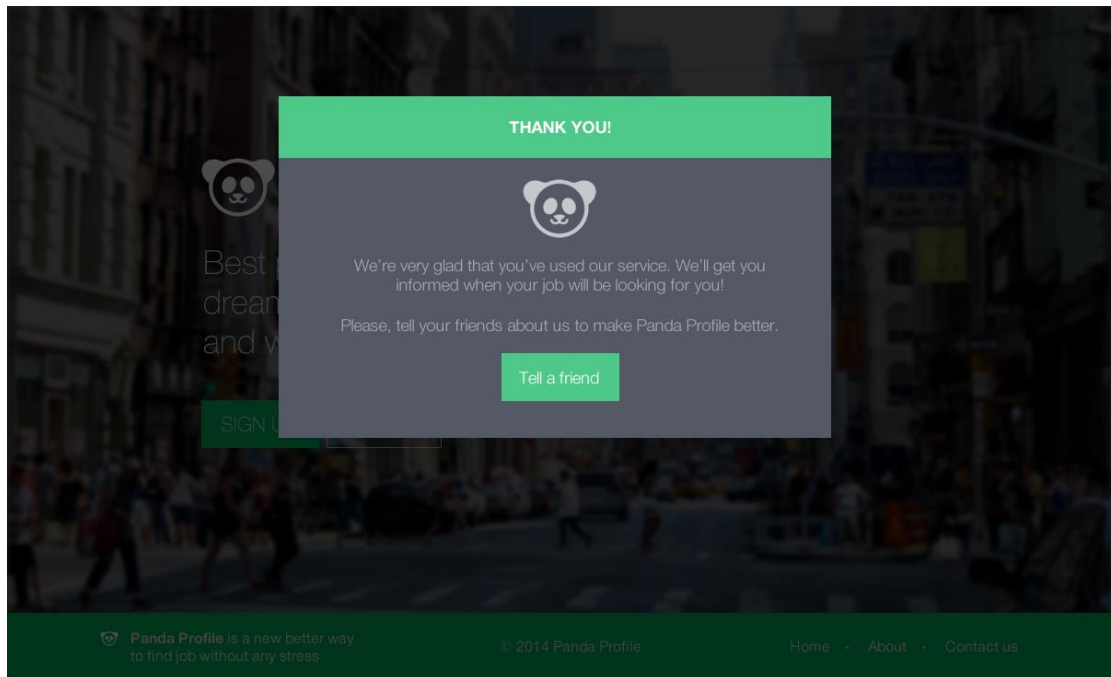 THANK YOU!
We're very glad that you've used our service. We'll get you
informed when your job will be looking for you!
Please, tell your friends about us to make Panda Profile better.
Tell a friend
Best
and
SIGN
Panda Profile is a new better way
to find job without any stress
© 2014 Panda Profile
Home · About · Contact us